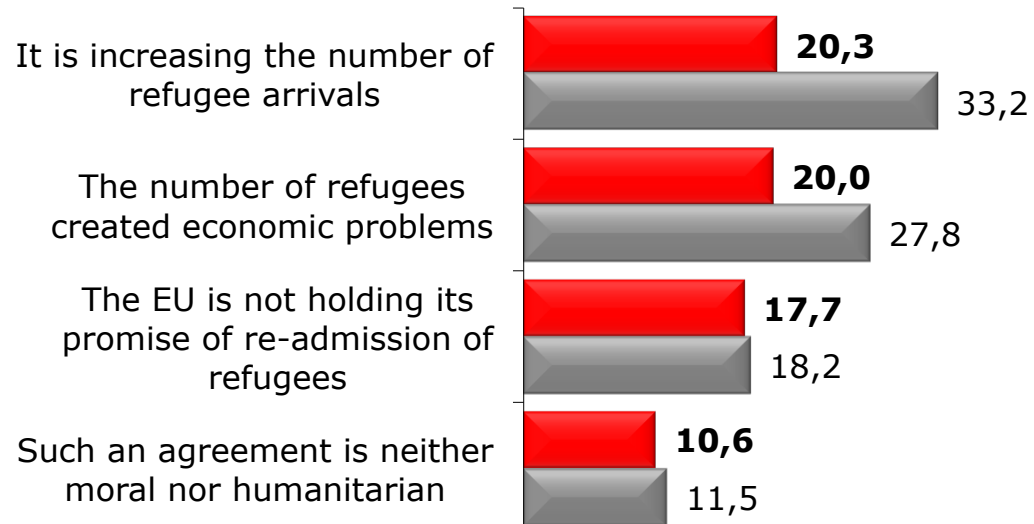 It is increasing the number of
refugee arrivals
20,3
33,2
The number of refugees
created economic problems
20,0
27,8
The EU is not holding its
promise of re-admission of
refugees
17,7
18,2
Such an agreement is neither
moral nor humanitarian
10,6
11,5